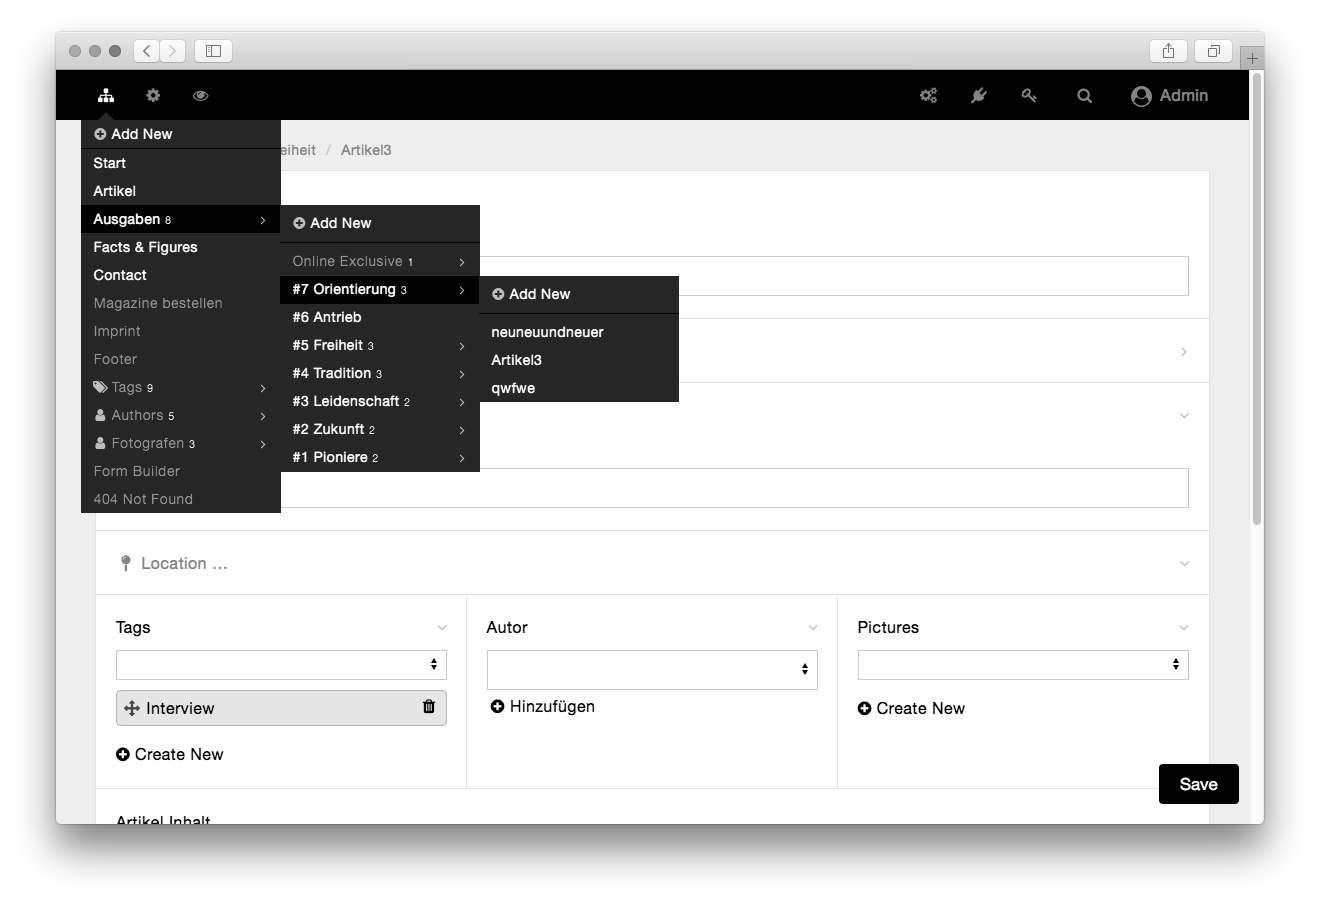 Admin
eiheit / Artikel3
Add New
Start
Artikel
Ausgaben 8
Facts & Figures
Contact
Magazine bestellen
Imprint
Footer
Tags 9
Authors 5
Fotografen 3
Form Builder
404 Not Found
Add New
Online Exclusive 1
#7 Orientierung 3
#6 Antrieb
#5 Freiheit 3
#4 Tradition 3
#3 Leidenschaft 2
#2 Zukunft 2
#1 Pioniere 2
Add New
neuneuundneuer
Artikel3
qwfwe
Location ...
Tags
Interview
Create New
Autor
Hinzufügen
Pictures
Create New
Save
Artikel Inhalt